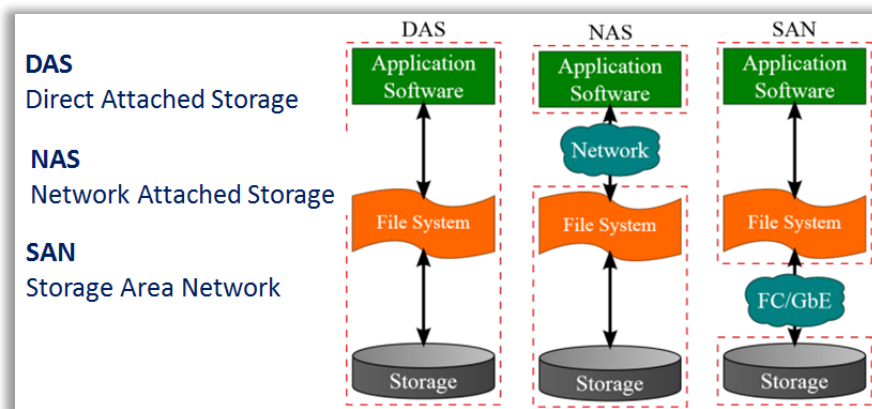 DAS
Direct Attached Storage
NAS
Network Attached Storage
SAN
Storage Area Network
DAS
Application
Software
File System
Storage
NAS
Application
Software
Network
File System
Storage
SAN
Application
Software
File System
FC/GbE
Storage